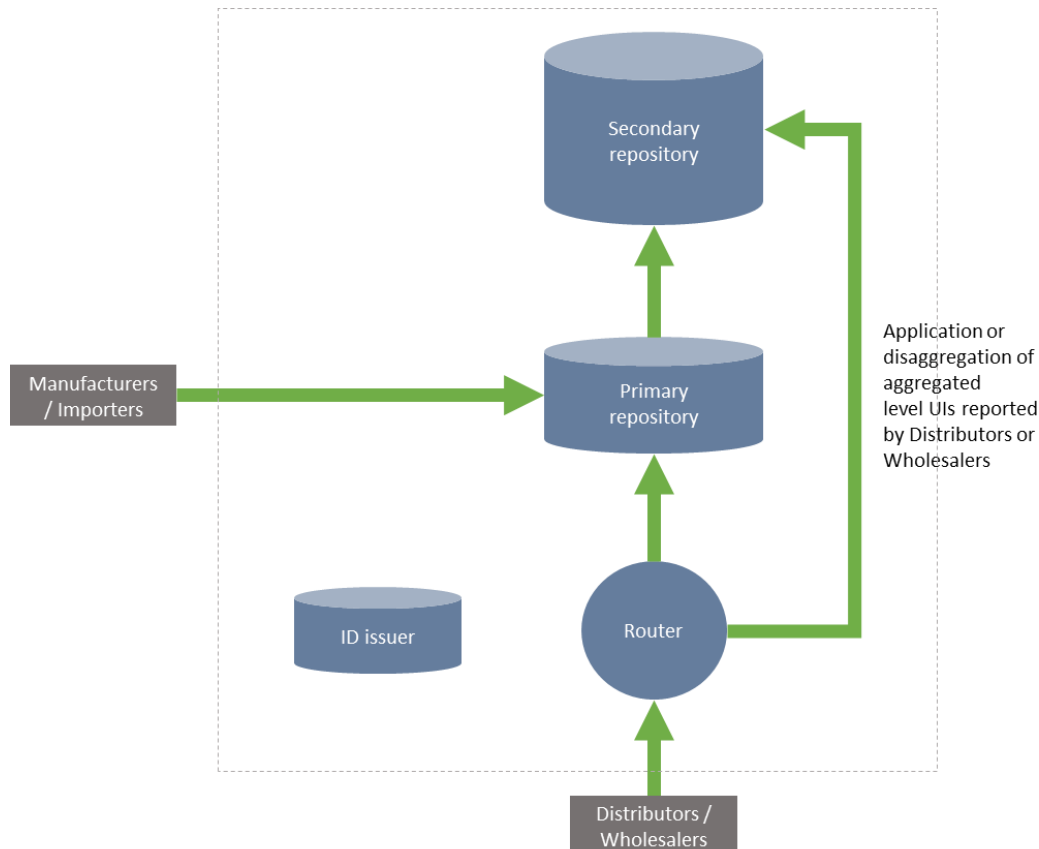 Secondary
repository
Application or
disaggregation of
aggregated
level UIs reported
by Distributors or
Wholesalers
Manufacturers
/ Importers
Primary
repository
ID issuer
Router
Distributors /
Wholesalers